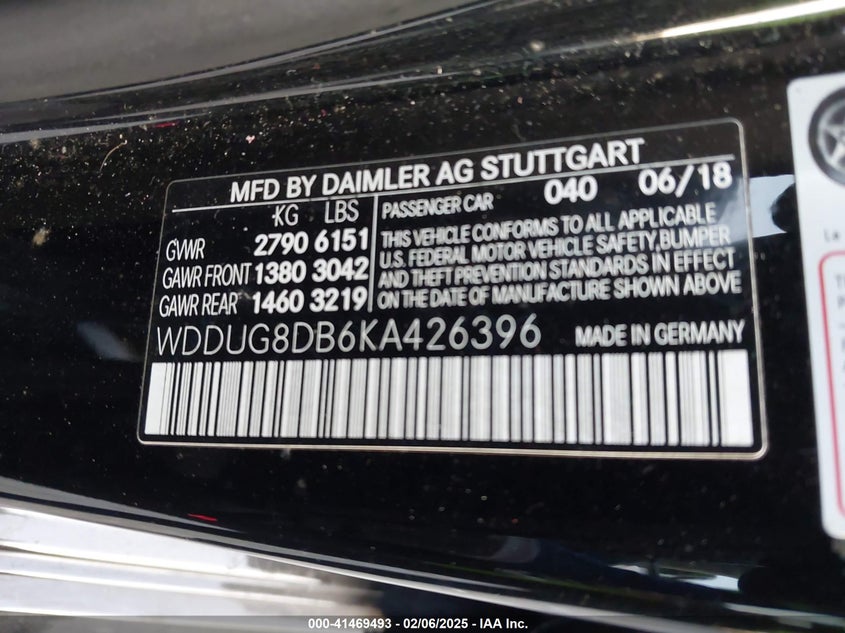 MFD BY DAIMLER AG STUTTGART
KG LBS
GVWR 2790 6151
GAWR FRONT 1380 3042
GAWR REAR 1460 3219
PASSENGER CAR 040 06/18
THIS VEHICLE CONFORMS TO ALL APPLICABLE
U.S. FEDERAL MOTOR VEHICLE SAFETY,BUMPER
AND THEFT PREVENTION STANDARDS IN EFFECT
ON THE DATE OF MANUFACTURE SHOWN ABOVE
WDDUG8DB6KA426396 MADE IN GERMANY
La
000-41469493 - 02/06/2025 - IAA Inc.